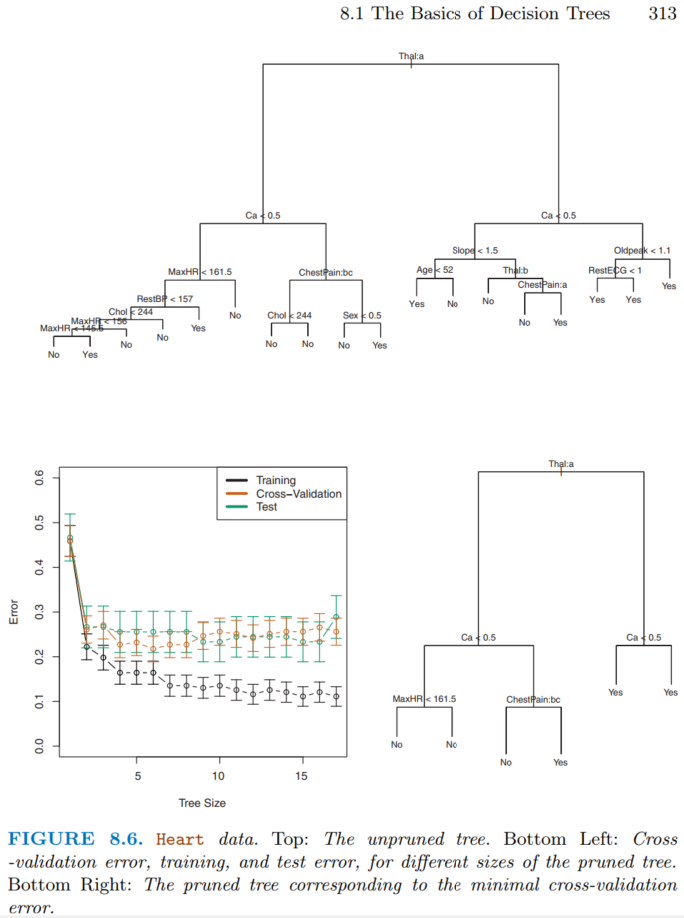 8.1 The Basics of Decision Trees 313
Thal:a
Ca < 0.5
Ca < 0.5
Slope < 1.5
Oldpeak < 1.1
MaxHR < 161.5
ChestPain:bc
Age < 52
Thal:b
RestECG < 1
ChestPain:a
Yes
RestBP < 157
Yes
No
No
Yes
Yes
Chol < 244
MaxHR < 156
MaxHR < 145.5
No
Chol < 244
Sex < 0.5
No
Yes
Yes
No
No
No
No
No
Yes
No
Yes
0.0
0.1
0.2
0.3
0.4
0.5
0.6
Error
Training
Cross−Validation
Test
5
10
15
Tree Size
Thal:a
Ca < 0.5
Ca < 0.5
Yes
Yes
MaxHR < 161.5
ChestPain:bc
No
No
No
Yes
FIGURE 8.6. Heart data. Top: The unpruned tree. Bottom Left: Cross
-validation error, training, and test error, for different sizes of the pruned tree.
Bottom Right: The pruned tree corresponding to the minimal cross-validation
error.